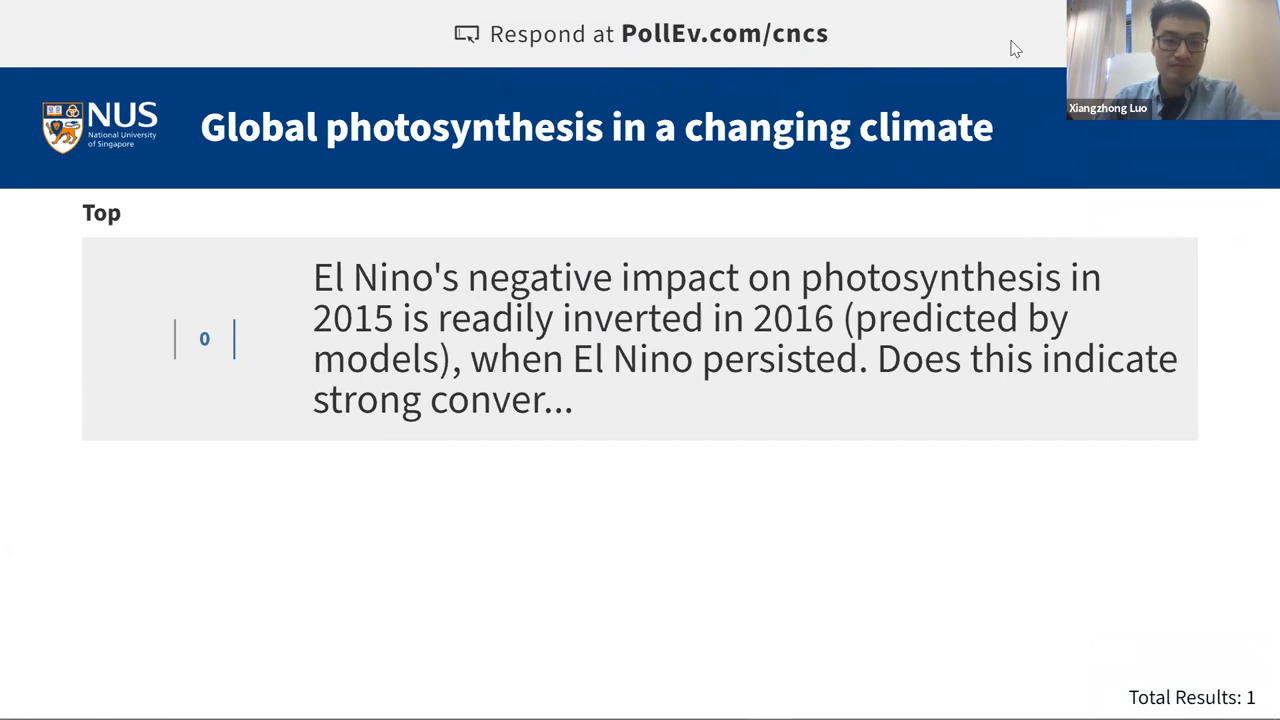 Respond at PollEv.com/cncs
Xiangzhong Luo
NUS
National University
of Singapore
Global photosynthesis in a changing climate
Top
0
El Nino's negative impact on photosynthesis in
2015 is readily inverted in 2016 (predicted by
models), when El Nino persisted. Does this indicate
strong conver...
Total Results: 1